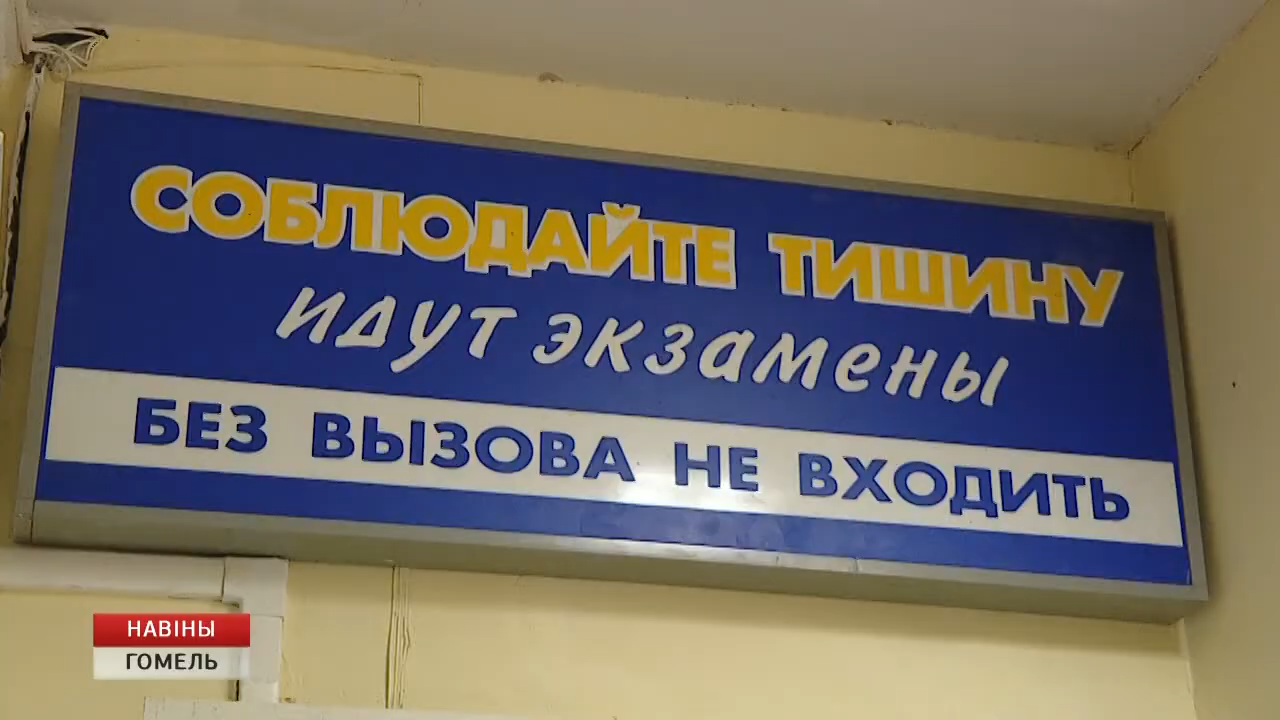 СОБЛЮДАЙТЕ ТИШИНУ
идут экзамены
БЕЗ ВЫЗОВА НЕ ВХОДИТЬ
НАВІНЫ
ГОМЕЛЬ